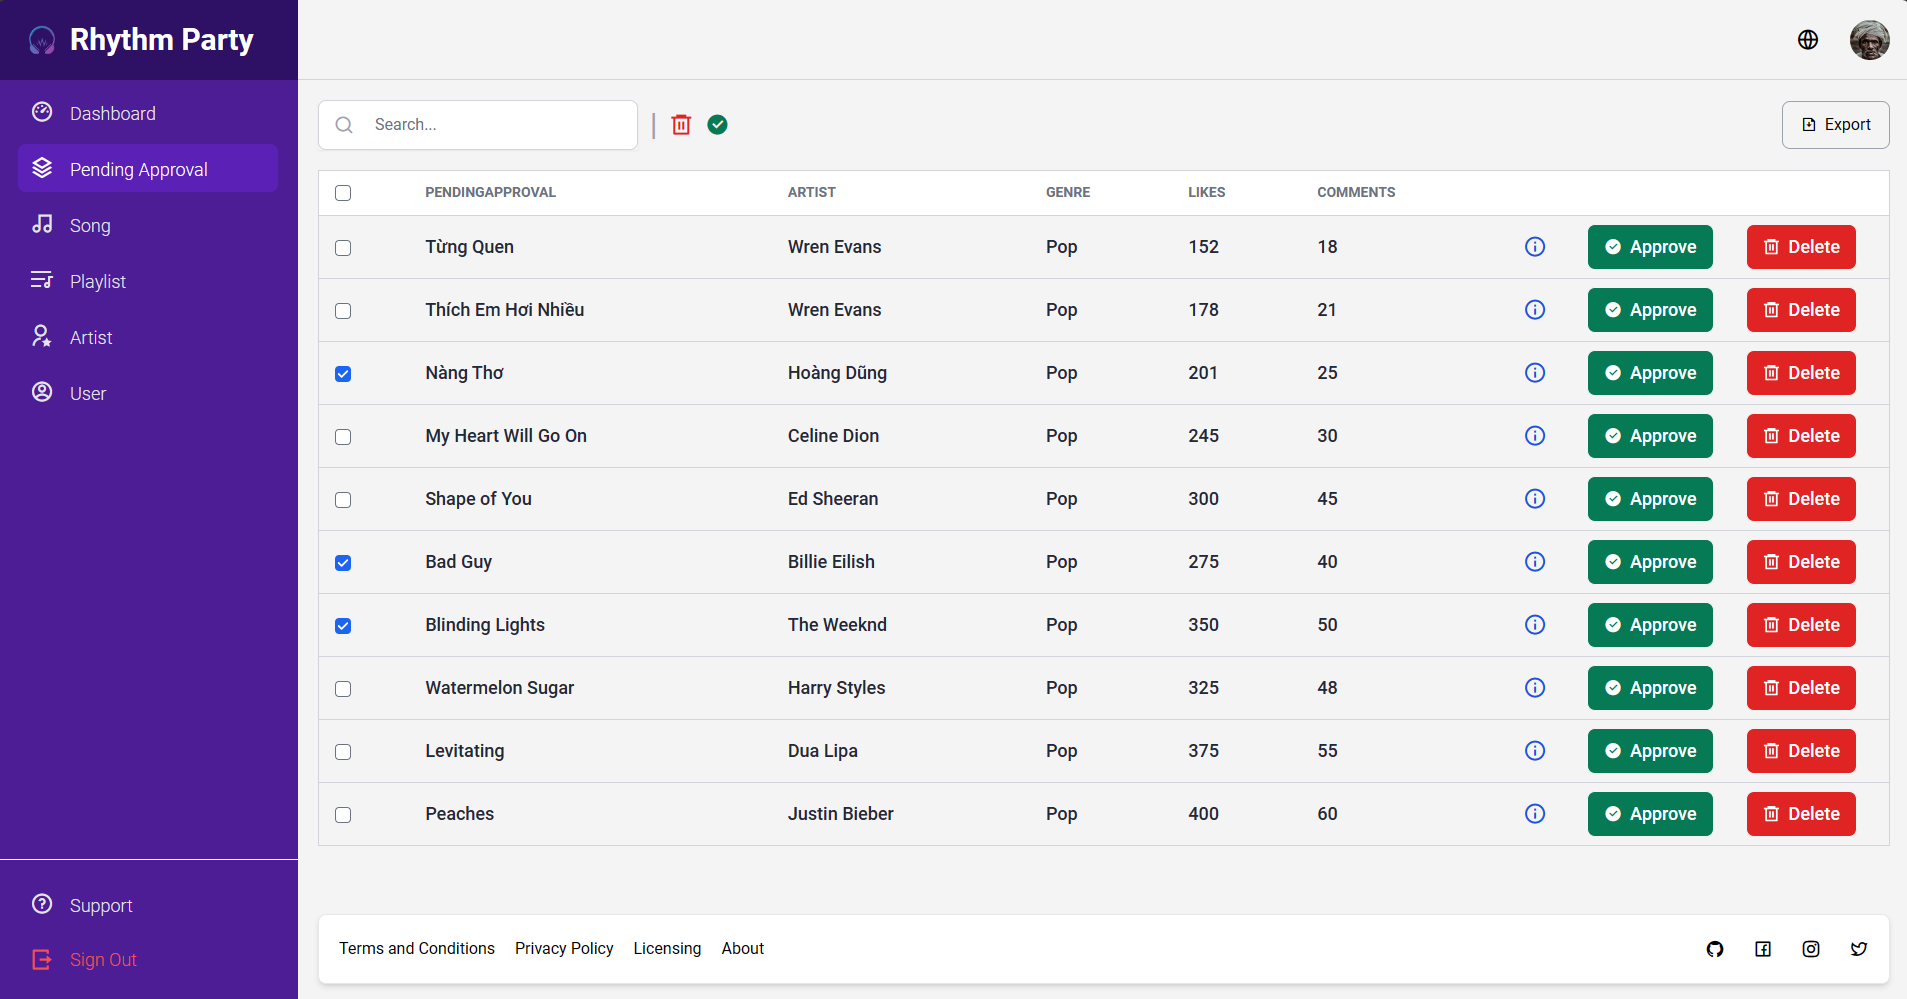 Rhythm Party
Dashboard
Pending Approval
Song
Playlist
Artist
User
Support
Sign Out
Search...
Export
PENDINGAPPROVAL ARTIST GENRE LIKES COMMENTS
Từng Quen Wren Evans Pop 152 18 Approve Delete
Thích Em Hơi Nhiều Wren Evans Pop 178 21 Approve Delete
Nàng Thơ Hoàng Dũng Pop 201 25 Approve Delete
My Heart Will Go On Celine Dion Pop 245 30 Approve Delete
Shape of You Ed Sheeran Pop 300 45 Approve Delete
Bad Guy Billie Eilish Pop 275 40 Approve Delete
Blinding Lights The Weeknd Pop 350 50 Approve Delete
Watermelon Sugar Harry Styles Pop 325 48 Approve Delete
Levitating Dua Lipa Pop 375 55 Approve Delete
Peaches Justin Bieber Pop 400 60 Approve Delete
Terms and Conditions Privacy Policy Licensing About